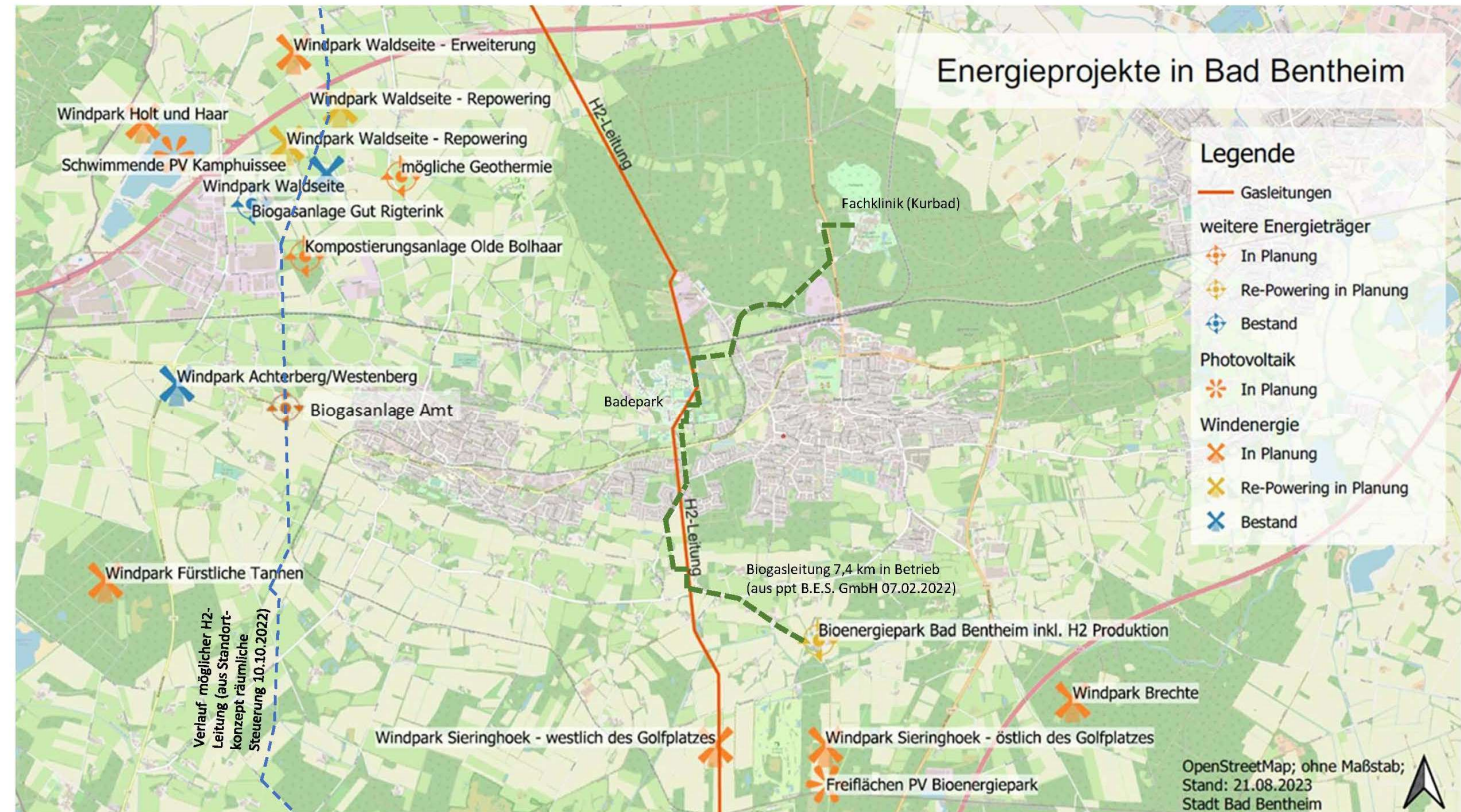 Energieprojekte in Bad Bentheim
Windpark Waldseite - Erweiterung
Windpark Waldseite - Repowering
Windpark Holt und Haar
Windpark Waldseite - Repowering
Schwimmende PV Kamphuissee
mögliche Geothermie
Windpark Waldseite
Biogasanlage Gut Rigterink
Kompostierungsanlage Olde Bolhaar
H2-Leitung
Fachklinik (Kurbad)
Windpark Achterberg/Westenberg
Biogasanlage Amt
Badepark
H2-Leitung
Windpark Fürstliche Tannen
Verlauf möglicher H2-
Leitung (aus Standort-
konzept räumliche
Steuerung 10.10.2022)
Biogasleitung 7,4 km in Betrieb
(aus ppt B.E.S. GmbH 07.02.2022)
Bioenergiepark Bad Bentheim inkl. H2 Produktion
Windpark Brechte
Windpark Sieringhoek - westlich des Golfplatzes
Windpark Sieringhoek - östlich des Golfplatzes
Freiflächen PV Bioenergiepark
Legende
Gasleitungen
weitere Energieträger
In Planung
Re-Powering in Planung
Bestand
Photovoltaik
In Planung
Windenergie
In Planung
Re-Powering in Planung
Bestand
OpenStreetMap; ohne Maßstab;
Stand: 21.08.2023
Stadt Bad Bentheim